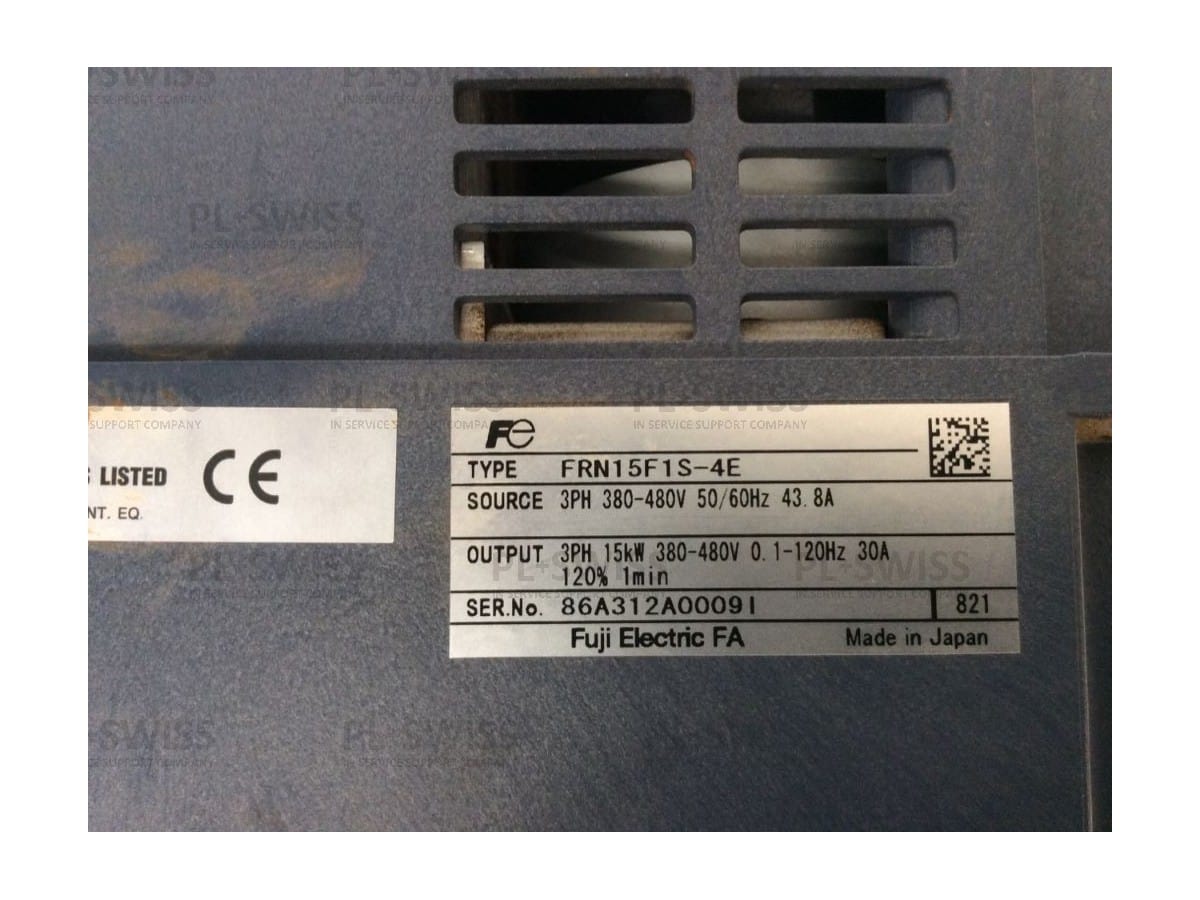 PL-SWISS
IN SERVICE SUPPORT COMPANY
LISTED
NT. EQ.
CE
Fe
TYPE FRN15F1S-4E
SOURCE 3PH 380-480V 50/60Hz 43.8A
OUTPUT 3PH 15kW 380-480V 0.1-120Hz 30A
120% 1min
SER.No. 86A312A0009I 821
Fuji Electric FA Made in Japan